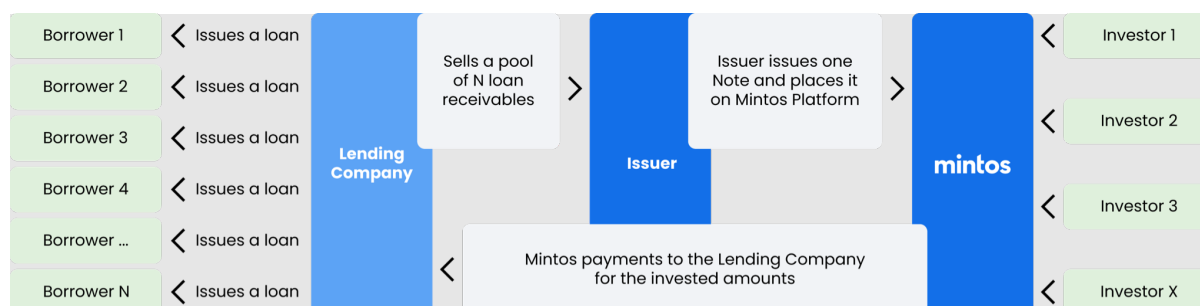 Borrower 1
Issues a loan
Borrower 2
Issues a loan
Borrower 3
Issues a loan
Borrower 4
Issues a loan
Borrower ...
Issues a loan
Borrower N
Issues a loan
Lending
Company
Sells a pool
of N loan
receivables
Issuer
Issuer issues one
Note and places it
on Mintos Platform
mintos
Mintos payments to the Lending Company
for the invested amounts
Investor 1
Investor 2
Investor 3
Investor X